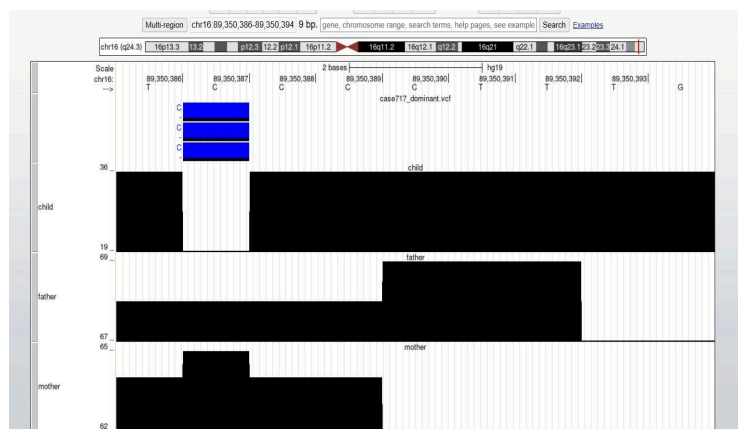 Multi-region chr16:89,350,386-89,350,394 9 bp. gene, chromosome range, search terms, help pages, see example Search Examples
chr16 (q24.3) 16p13.3 13.2 p12.3 12.2 p12.1 16p11.2 16q11.2 16q12.1 q12.2 16q21 q22.1 16q23.1 23.2 23.3 24.1
Scale 2 bases hg19
chr16: 89,350,386 89,350,387 89,350,388 89,350,389 89,350,390 89,350,391 89,350,392 89,350,393
--> T C C C C T T T G
case717_dominant.vcf
C
-
C
-
C
-
36 _ child
child
19 _
69 _ father
father
67 _
65 _ mother
mother
62